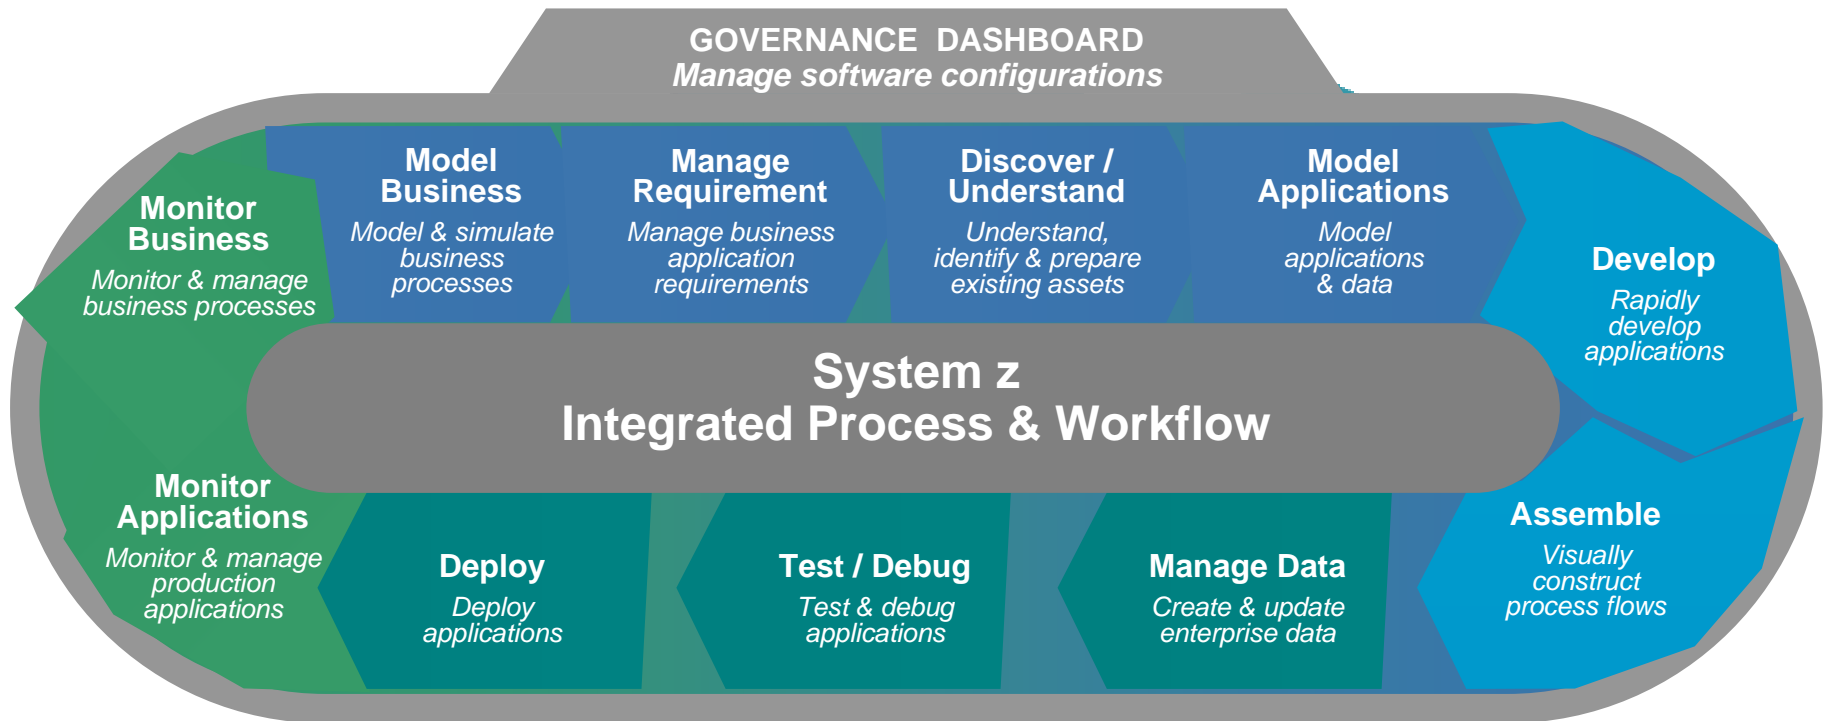 GOVERNANCE DASHBOARD
Manage software configurations
Model
Business
Model & simulate
business
processes
Manage
Requirement
Manage business
application
requirements
Discover /
Understand
Understand,
identify & prepare
existing assets
Model
Applications
Model
applications
& data
Develop
Rapidly
develop
applications
Monitor
Business
Monitor & manage
business processes
System z
Integrated Process & Workflow
Monitor
Applications
Monitor & manage
production
applications
Deploy
Deploy
applications
Test / Debug
Test & debug
applications
Manage Data
Create & update
enterprise data
Assemble
Visually
construct
process flows